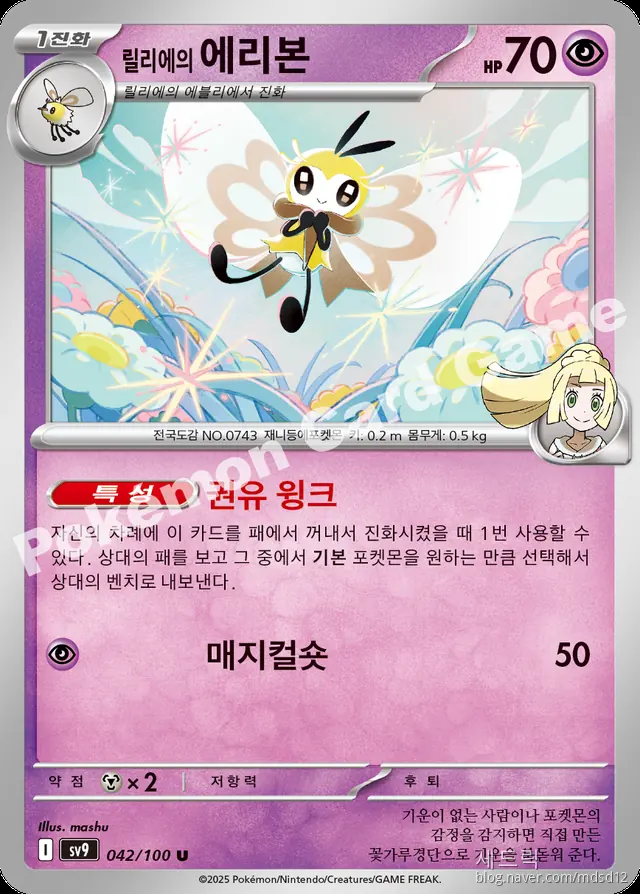 1진화
릴리에의 에리본
HP 70
릴리에의 에블리에서 진화
전국도감 NO.0743 재니등에포켓몬 키: 0.2 m 몸무게: 0.5 kg
Pokémon Card Game
특성 권유 윙크
자신의 차례에 이 카드를 패에서 꺼내서 진화시켰을 때 1번 사용할 수
있다. 상대의 패를 보고 그 중에서 기본 포켓몬을 원하는 만큼 선택해서
상대의 벤치로 내보낸다.
매지컬숏 50
약점 ×2 저항력 후퇴
Illus. mashu
I sv9 042/100 U
기운이 없는 사람이나 포켓몬의
감정을 감지하면 직접 만든
꽃가루경단으로 기운을 북돋워 준다.
세드릭
blog.naver.com/mdsd12
©2025 Pokémon/Nintendo/Creatures/GAME FREAK.